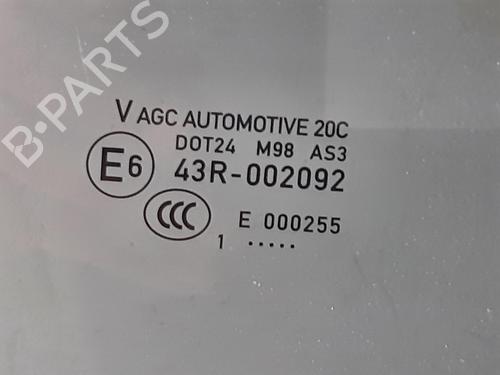 B-PARTS
V AGC AUTOMOTIVE 20C
DOT24 M98 AS3
E6 43R-002092
CCC E 000255
1 .....